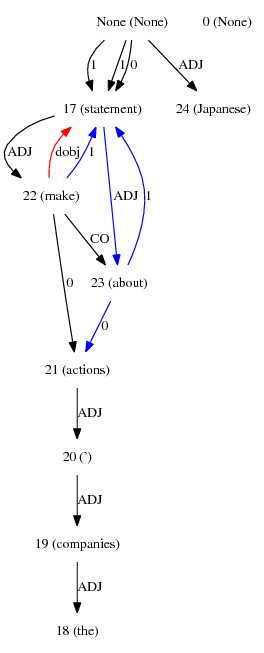 None (None) 0 (None)
1 1 0 ADJ
17 (statement) 24 (Japanese)
ADJ dobj 1 ADJ 1
22 (make)
CO
0 23 (about)
0
21 (actions)
ADJ
20 (')
ADJ
19 (companies)
ADJ
18 (the)